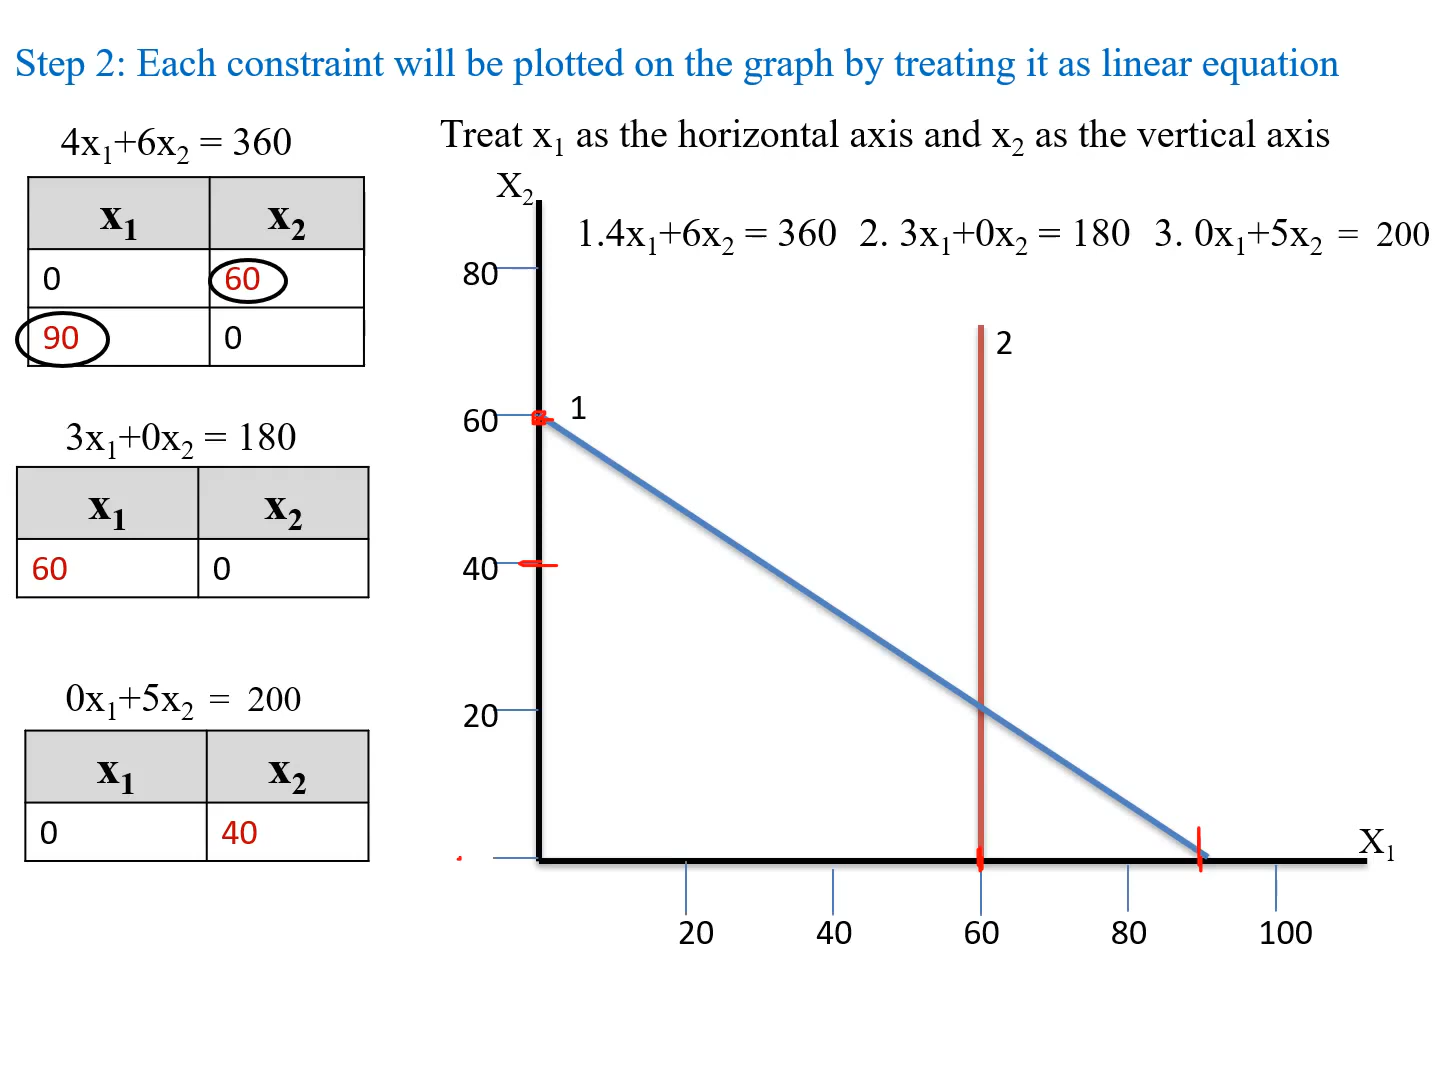 Step 2: Each constraint will be plotted on the graph by treating it as linear equation
4x₁+6x₂ = 360
x₁ x₂
0 60
90 0
3x₁+0x₂ = 180
x₁ x₂
60 0
0x₁+5x₂ = 200
x₁ x₂
0 40
Treat x₁ as the horizontal axis and x₂ as the vertical axis
X₂
1.4x₁+6x₂ = 360 2. 3x₁+0x₂ = 180 3. 0x₁+5x₂ = 200
80
2
60
1
40
20
X₁
20 40 60 80 100